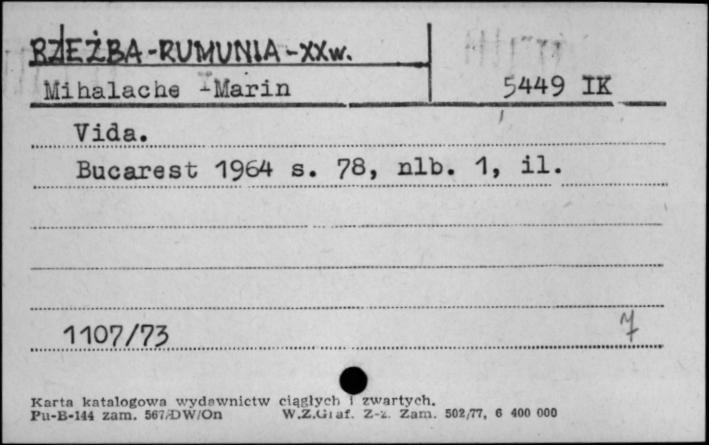 RZEŹBA-RUMUNIA-XXw.
Mihalache -Marin 5449 IK
Vida.
Bucarest 1964 s. 78, nlb. 1, il.
1107/73 7
Karta katalogowa wydawnictw ciągłych i zwartych.
Pu-B-144 zam. 567/DW/On W.Z.Graf. Z-z. Zam. 502/77, 6 400 000